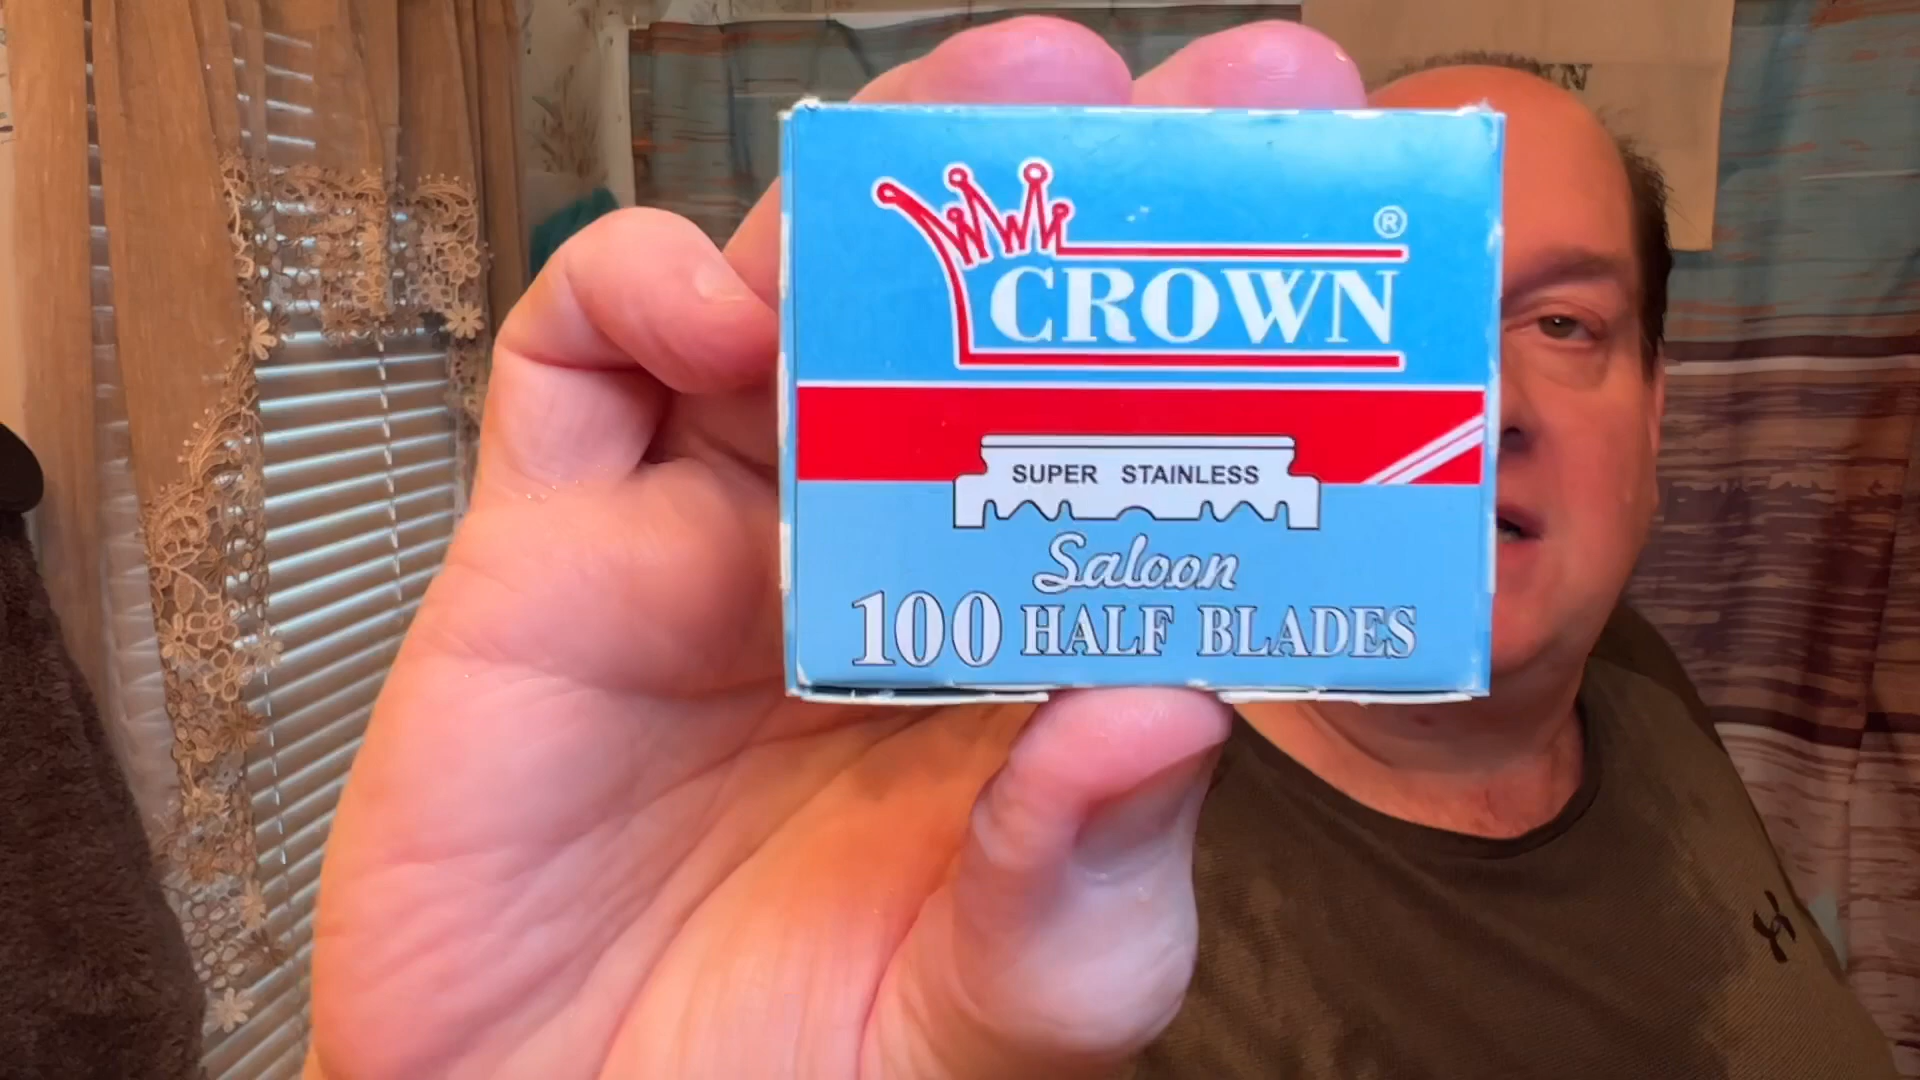 ®
CROWN
SUPER STAINLESS
Saloon
100 HALF BLADES